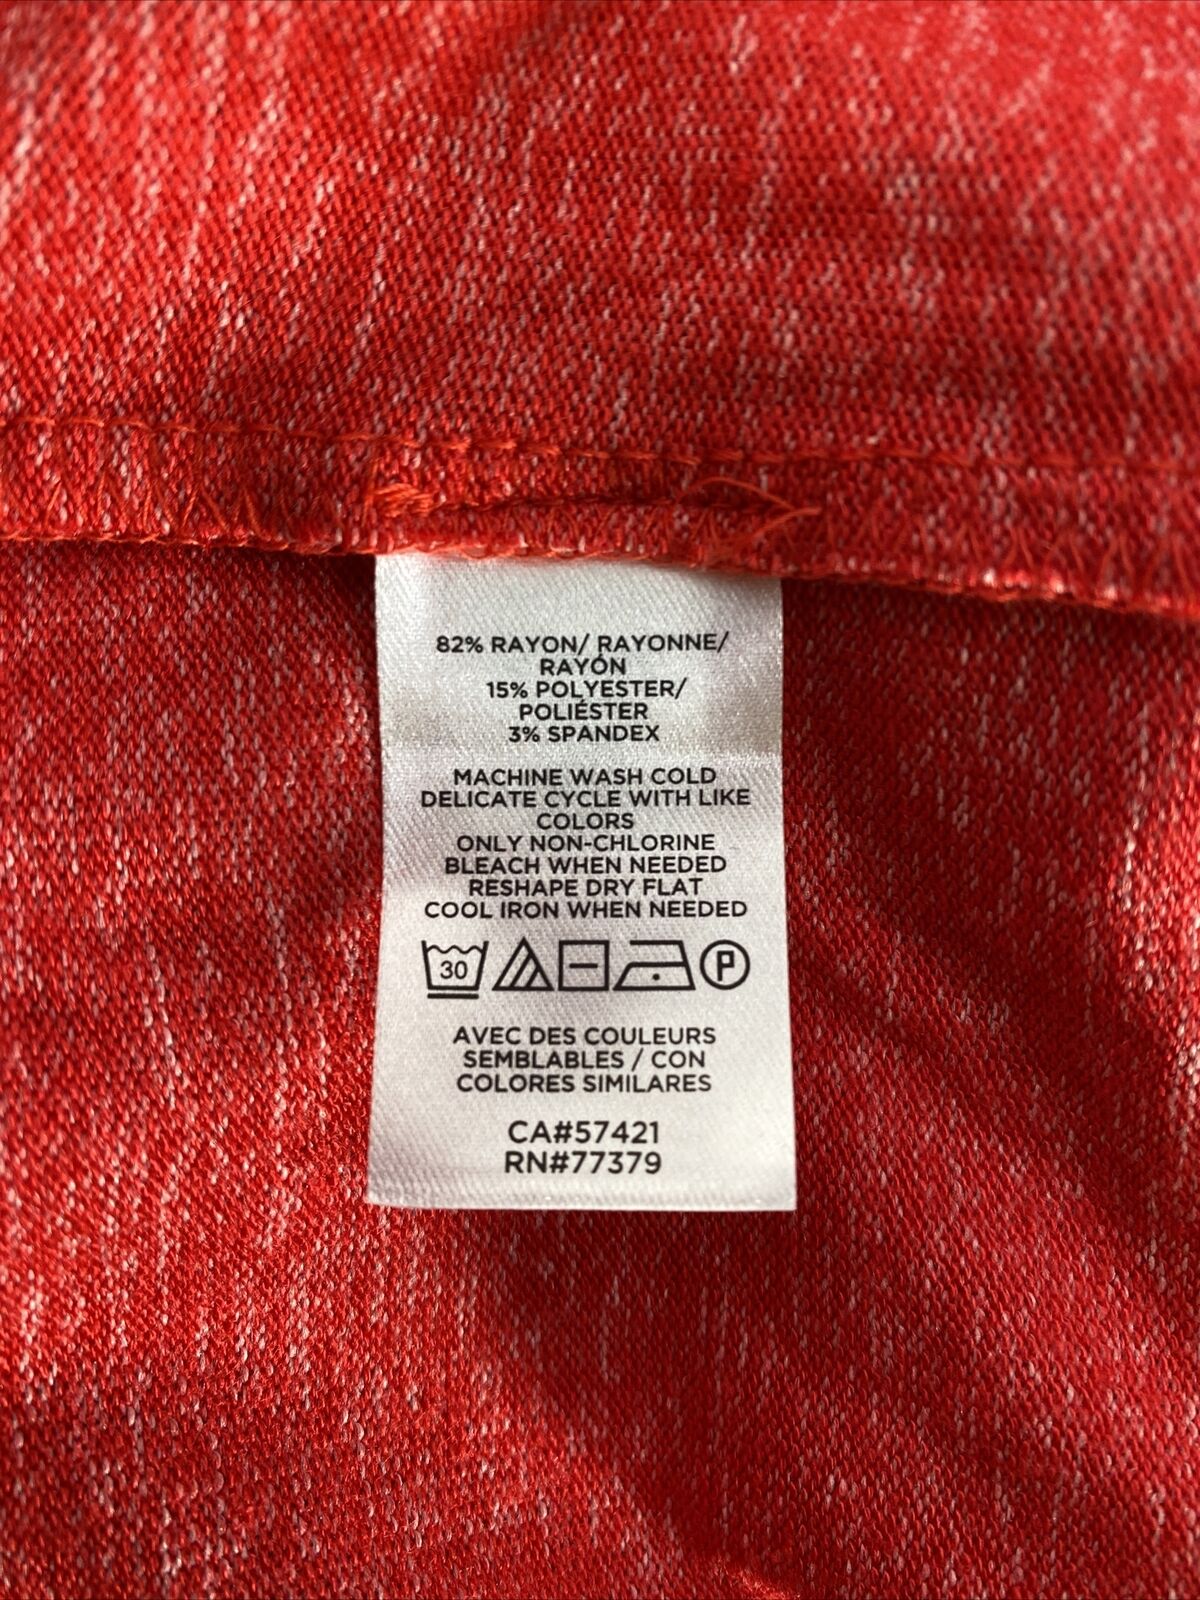 82% RAYON/ RAYONNE/
RAYÓN
15% POLYESTER/
POLIÉSTER
3% SPANDEX
MACHINE WASH COLD
DELICATE CYCLE WITH LIKE
COLORS
ONLY NON-CHLORINE
BLEACH WHEN NEEDED
RESHAPE DRY FLAT
COOL IRON WHEN NEEDED
30 P
AVEC DES COULEURS
SEMBLABLES / CON
COLORES SIMILARES
CA#57421
RN#77379